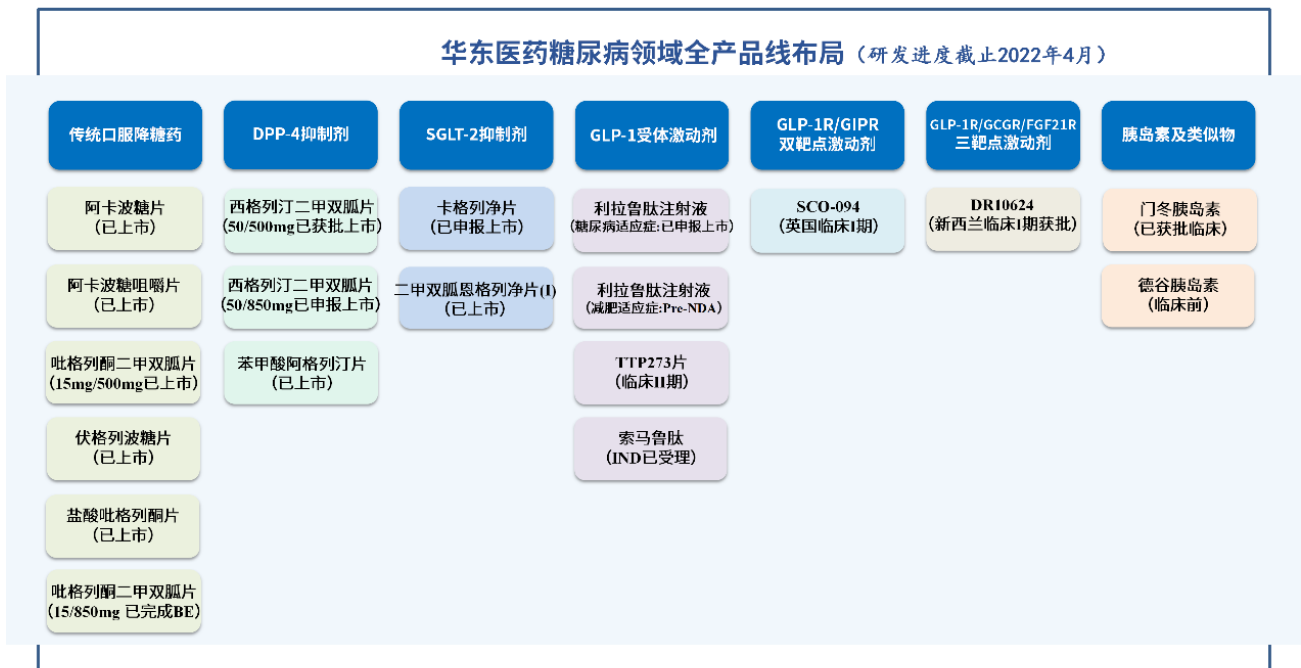 华东医药糖尿病领域全产品线布局（研发进度截止2022年4月）
传统口服降糖药
阿卡波糖片
(已上市)
阿卡波糖咀嚼片
(已上市)
吡格列酮二甲双胍片
(15mg/500mg已上市)
伏格列波糖片
(已上市)
盐酸吡格列酮片
(已上市)
吡格列酮二甲双胍片
(15/850mg 已完成BE)
DPP-4抑制剂
西格列汀二甲双胍片
(50/500mg已获批上市)
西格列汀二甲双胍片
(50/850mg已申报上市)
苯甲酸阿格列汀片
(已上市)
SGLT-2抑制剂
卡格列净片
(已申报上市)
二甲双胍恩格列净片(I)
(已上市)
GLP-1受体激动剂
利拉鲁肽注射液
(糖尿病适应症:已申报上市)
利拉鲁肽注射液
(减肥适应症:Pre-NDA)
TTP273片
(临床II期)
索马鲁肽
(IND已受理)
GLP-1R/GIPR
双靶点激动剂
SCO-094
(英国临床I期)
GLP-1R/GCGR/FGF21R
三靶点激动剂
DR10624
(新西兰临床I期获批)
胰岛素及类似物
门冬胰岛素
(已获批临床)
德谷胰岛素
(临床前)